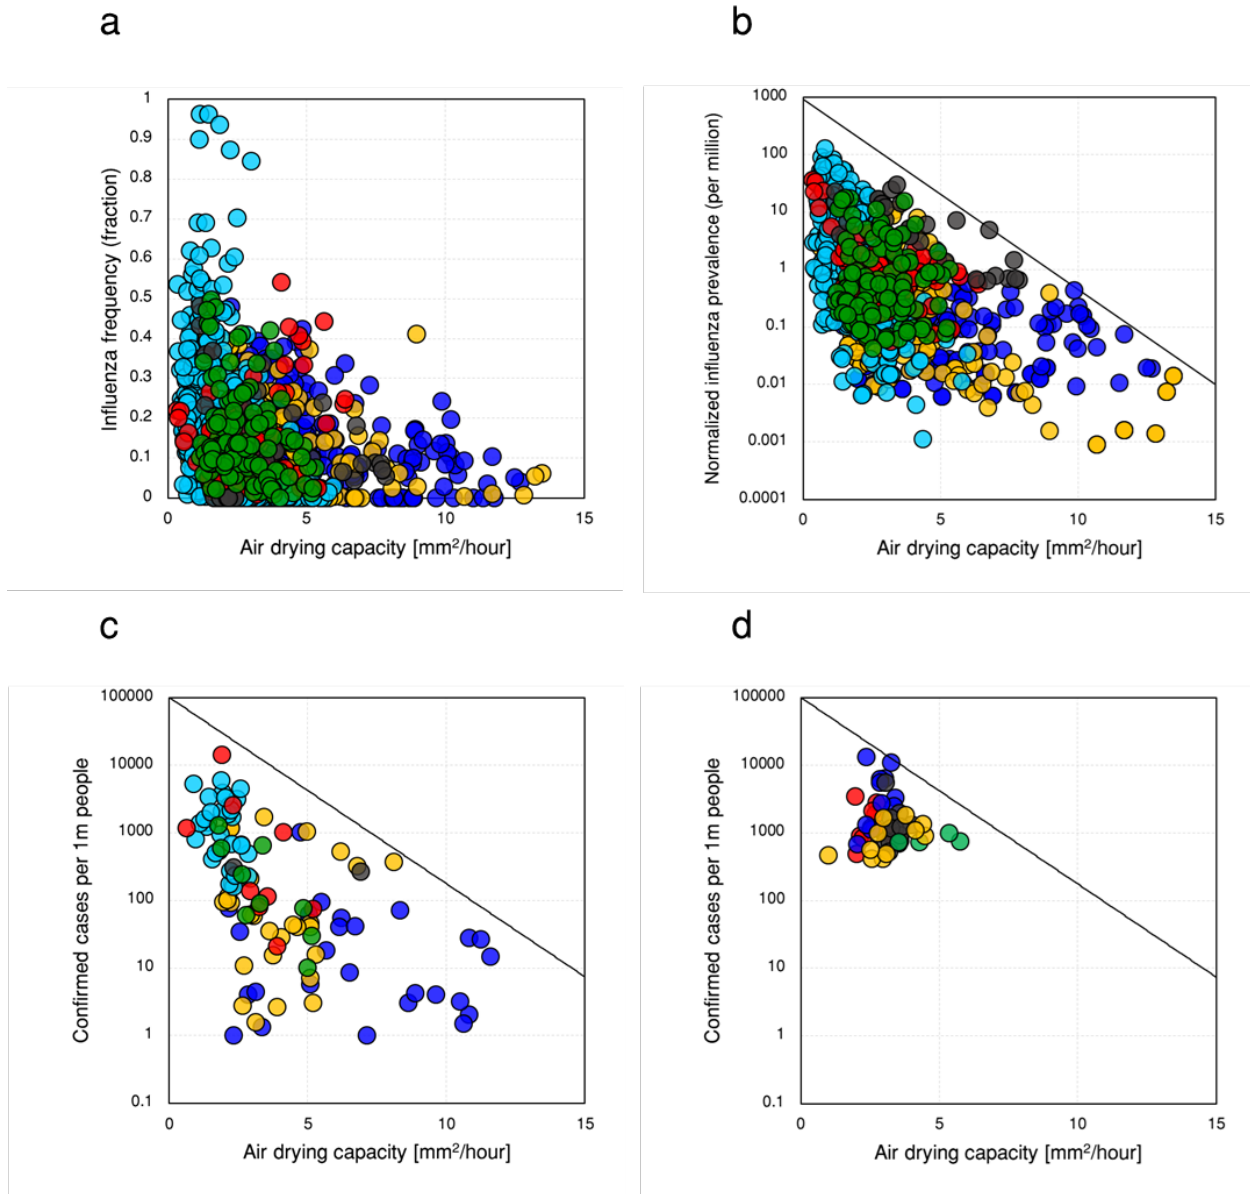 a
Influenza frequency (fraction)
1
0.9
0.8
0.7
0.6
0.5
0.4
0.3
0.2
0.1
0
0 5 10 15
Air drying capacity [mm²/hour]
b
Normalized influenza prevalence (per million)
1000
100
10
1
0.1
0.01
0.001
0.0001
0 5 10 15
Air drying capacity [mm²/hour]
c
Confirmed cases per 1m people
100000
10000
1000
100
10
1
0.1
0 5 10 15
Air drying capacity [mm²/hour]
d
Confirmed cases per 1m people
100000
10000
1000
100
10
1
0.1
0 5 10 15
Air drying capacity [mm²/hour]